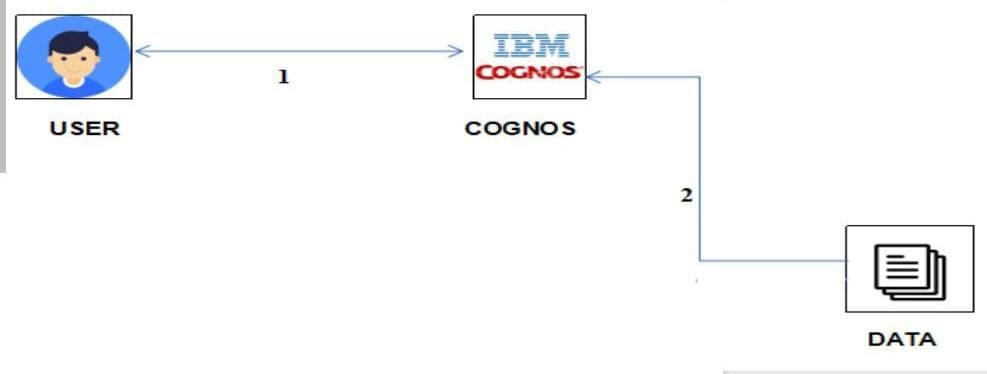 IBM
COGNOS
1
USER
COGNOS
2
DATA